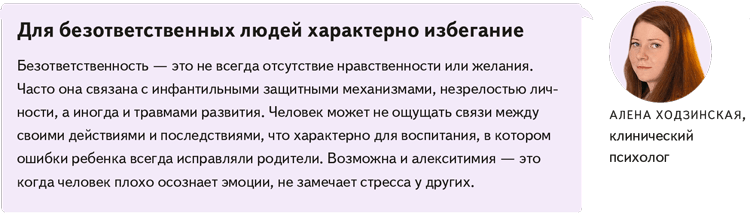 Для безответственных людей характерно избегание
Безответственность — это не всегда отсутствие нравственности или желания.
Часто она связана с инфантильными защитными механизмами, незрелостью лич-
ности, а иногда и травмами развития. Человек может не ощущать связи между
своими действиями и последствиями, что характерно для воспитания, в котором
ошибки ребенка всегда исправляли родители. Возможна и алекситимия — это
когда человек плохо осознает эмоции, не замечает стресса у других.
АЛЕНА ХОДЗИНСКАЯ,
клинический
психолог